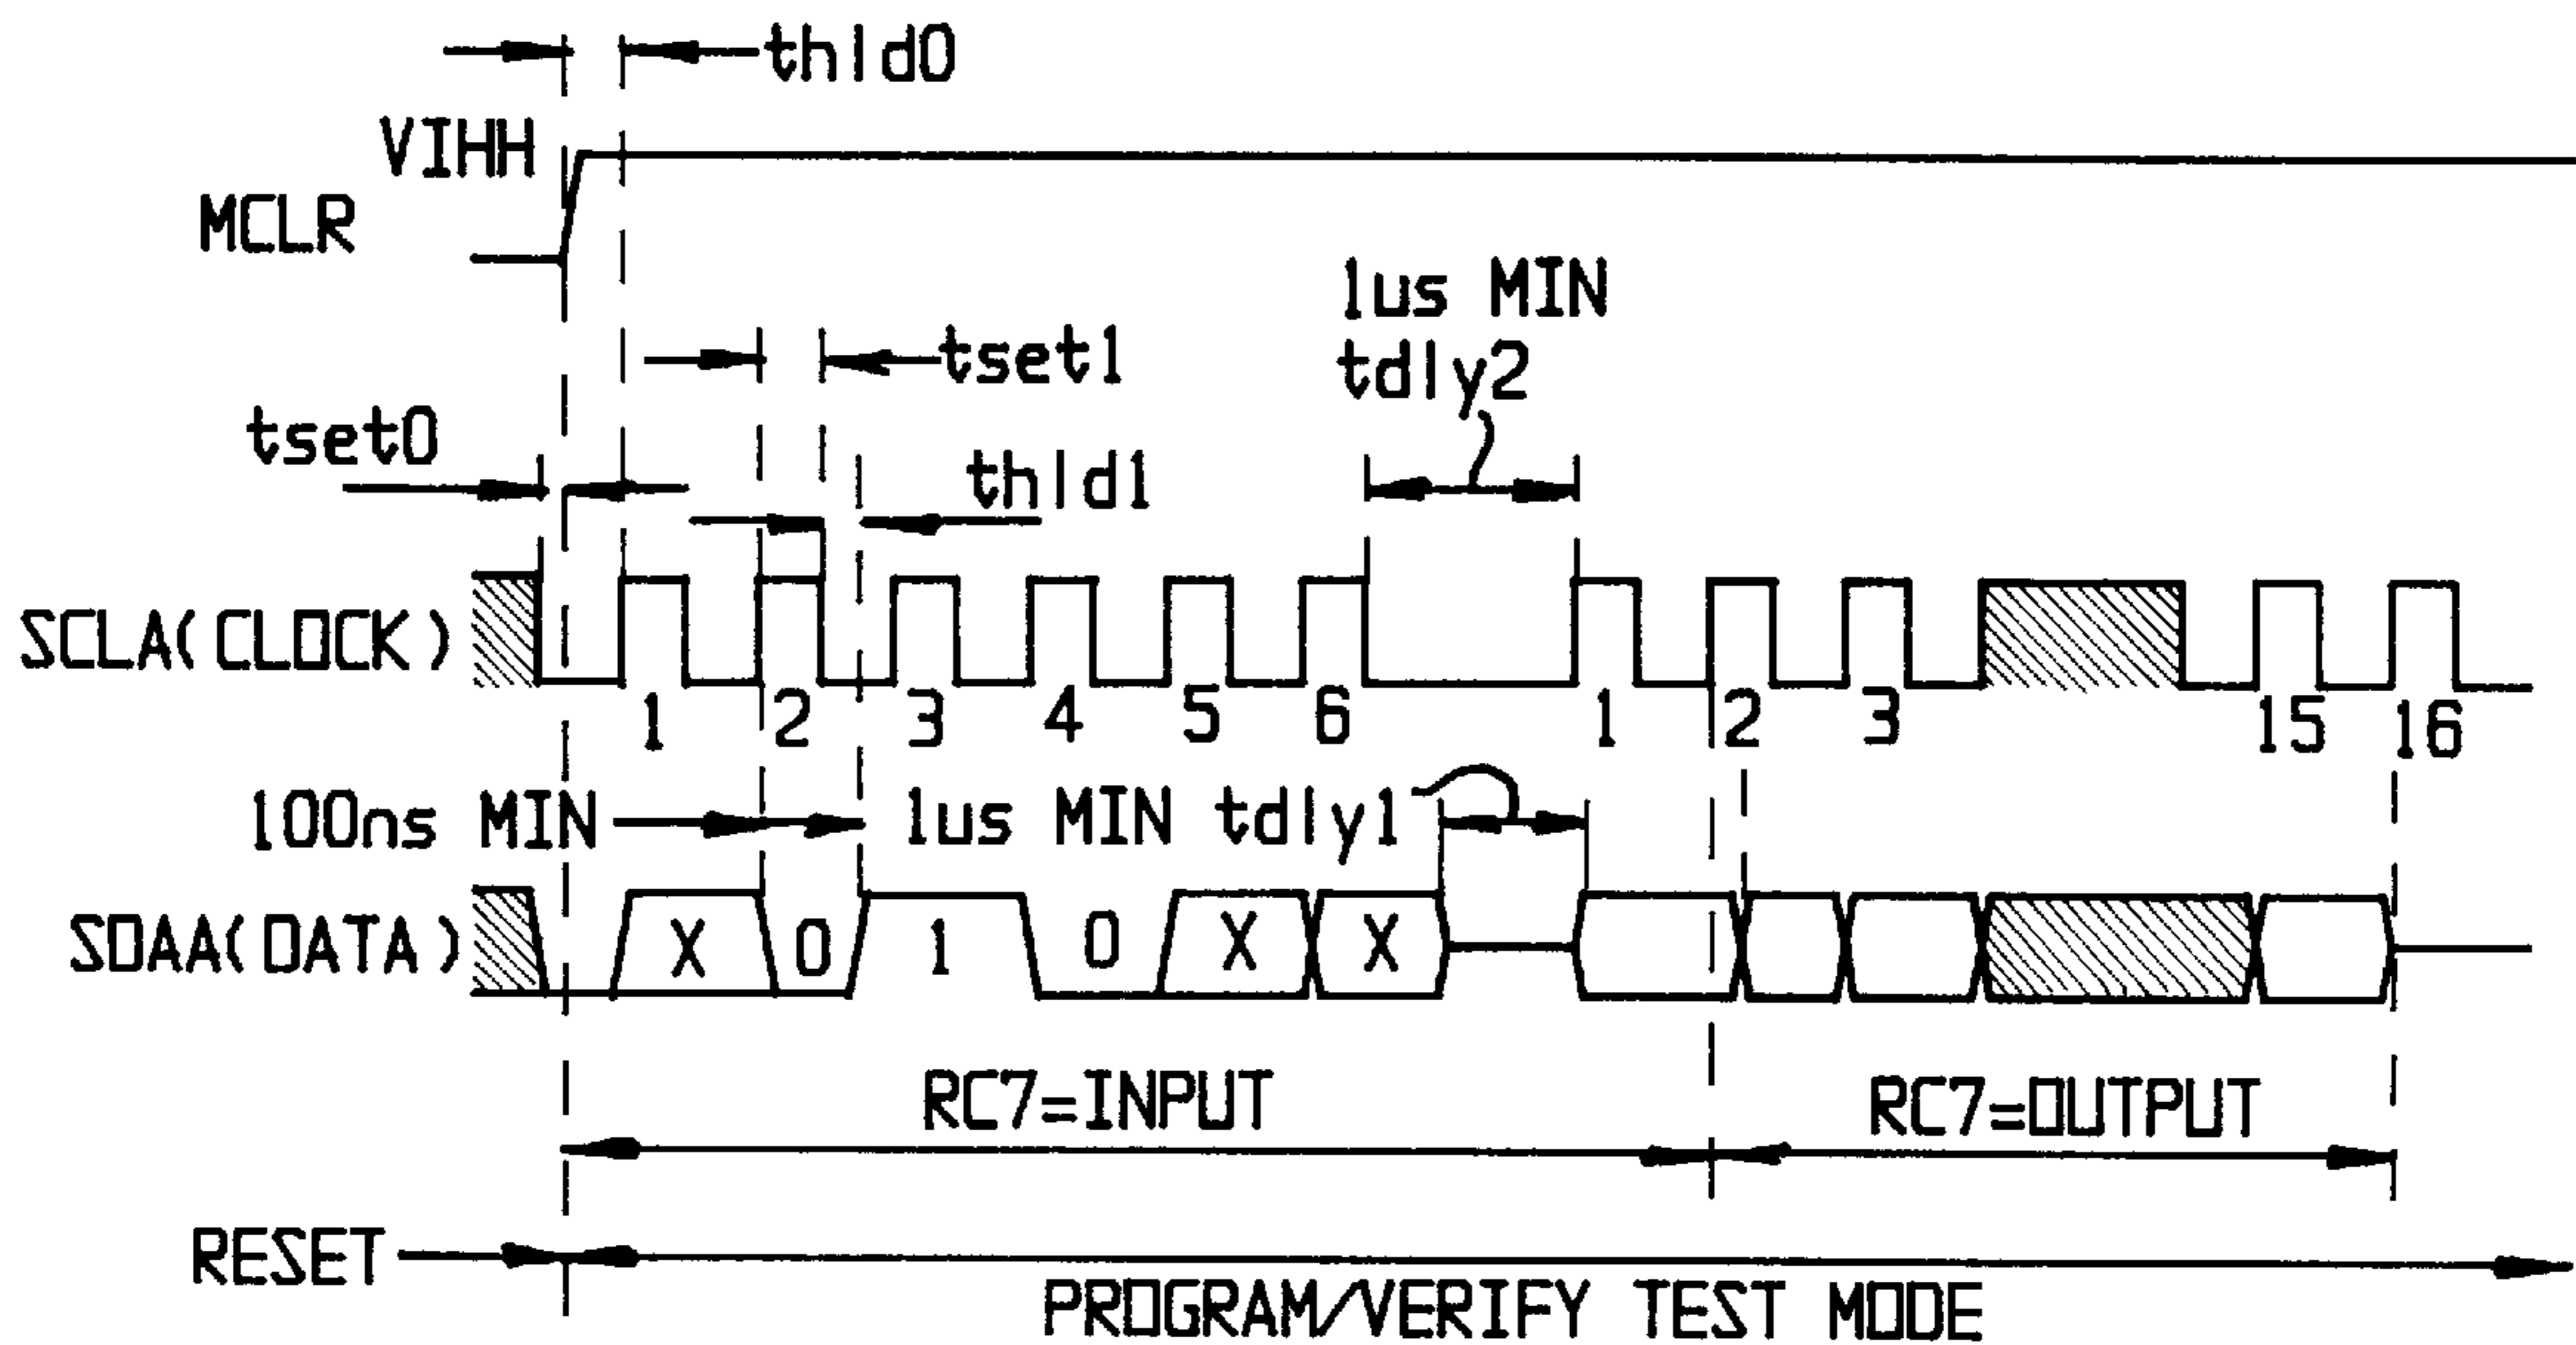 thld0
VIHH
MCLR
1us MIN
tdly2
tset1
tset0
thld1
SCLA(CLOCK)
1 2 3 4 5 6 1 2 3 15 16
100ns MIN 1us MIN tdly1
SDAA(DATA) X 0 1 0 X X
RC7=INPUT RC7=OUTPUT
RESET
PROGRAM/VERIFY TEST MODE